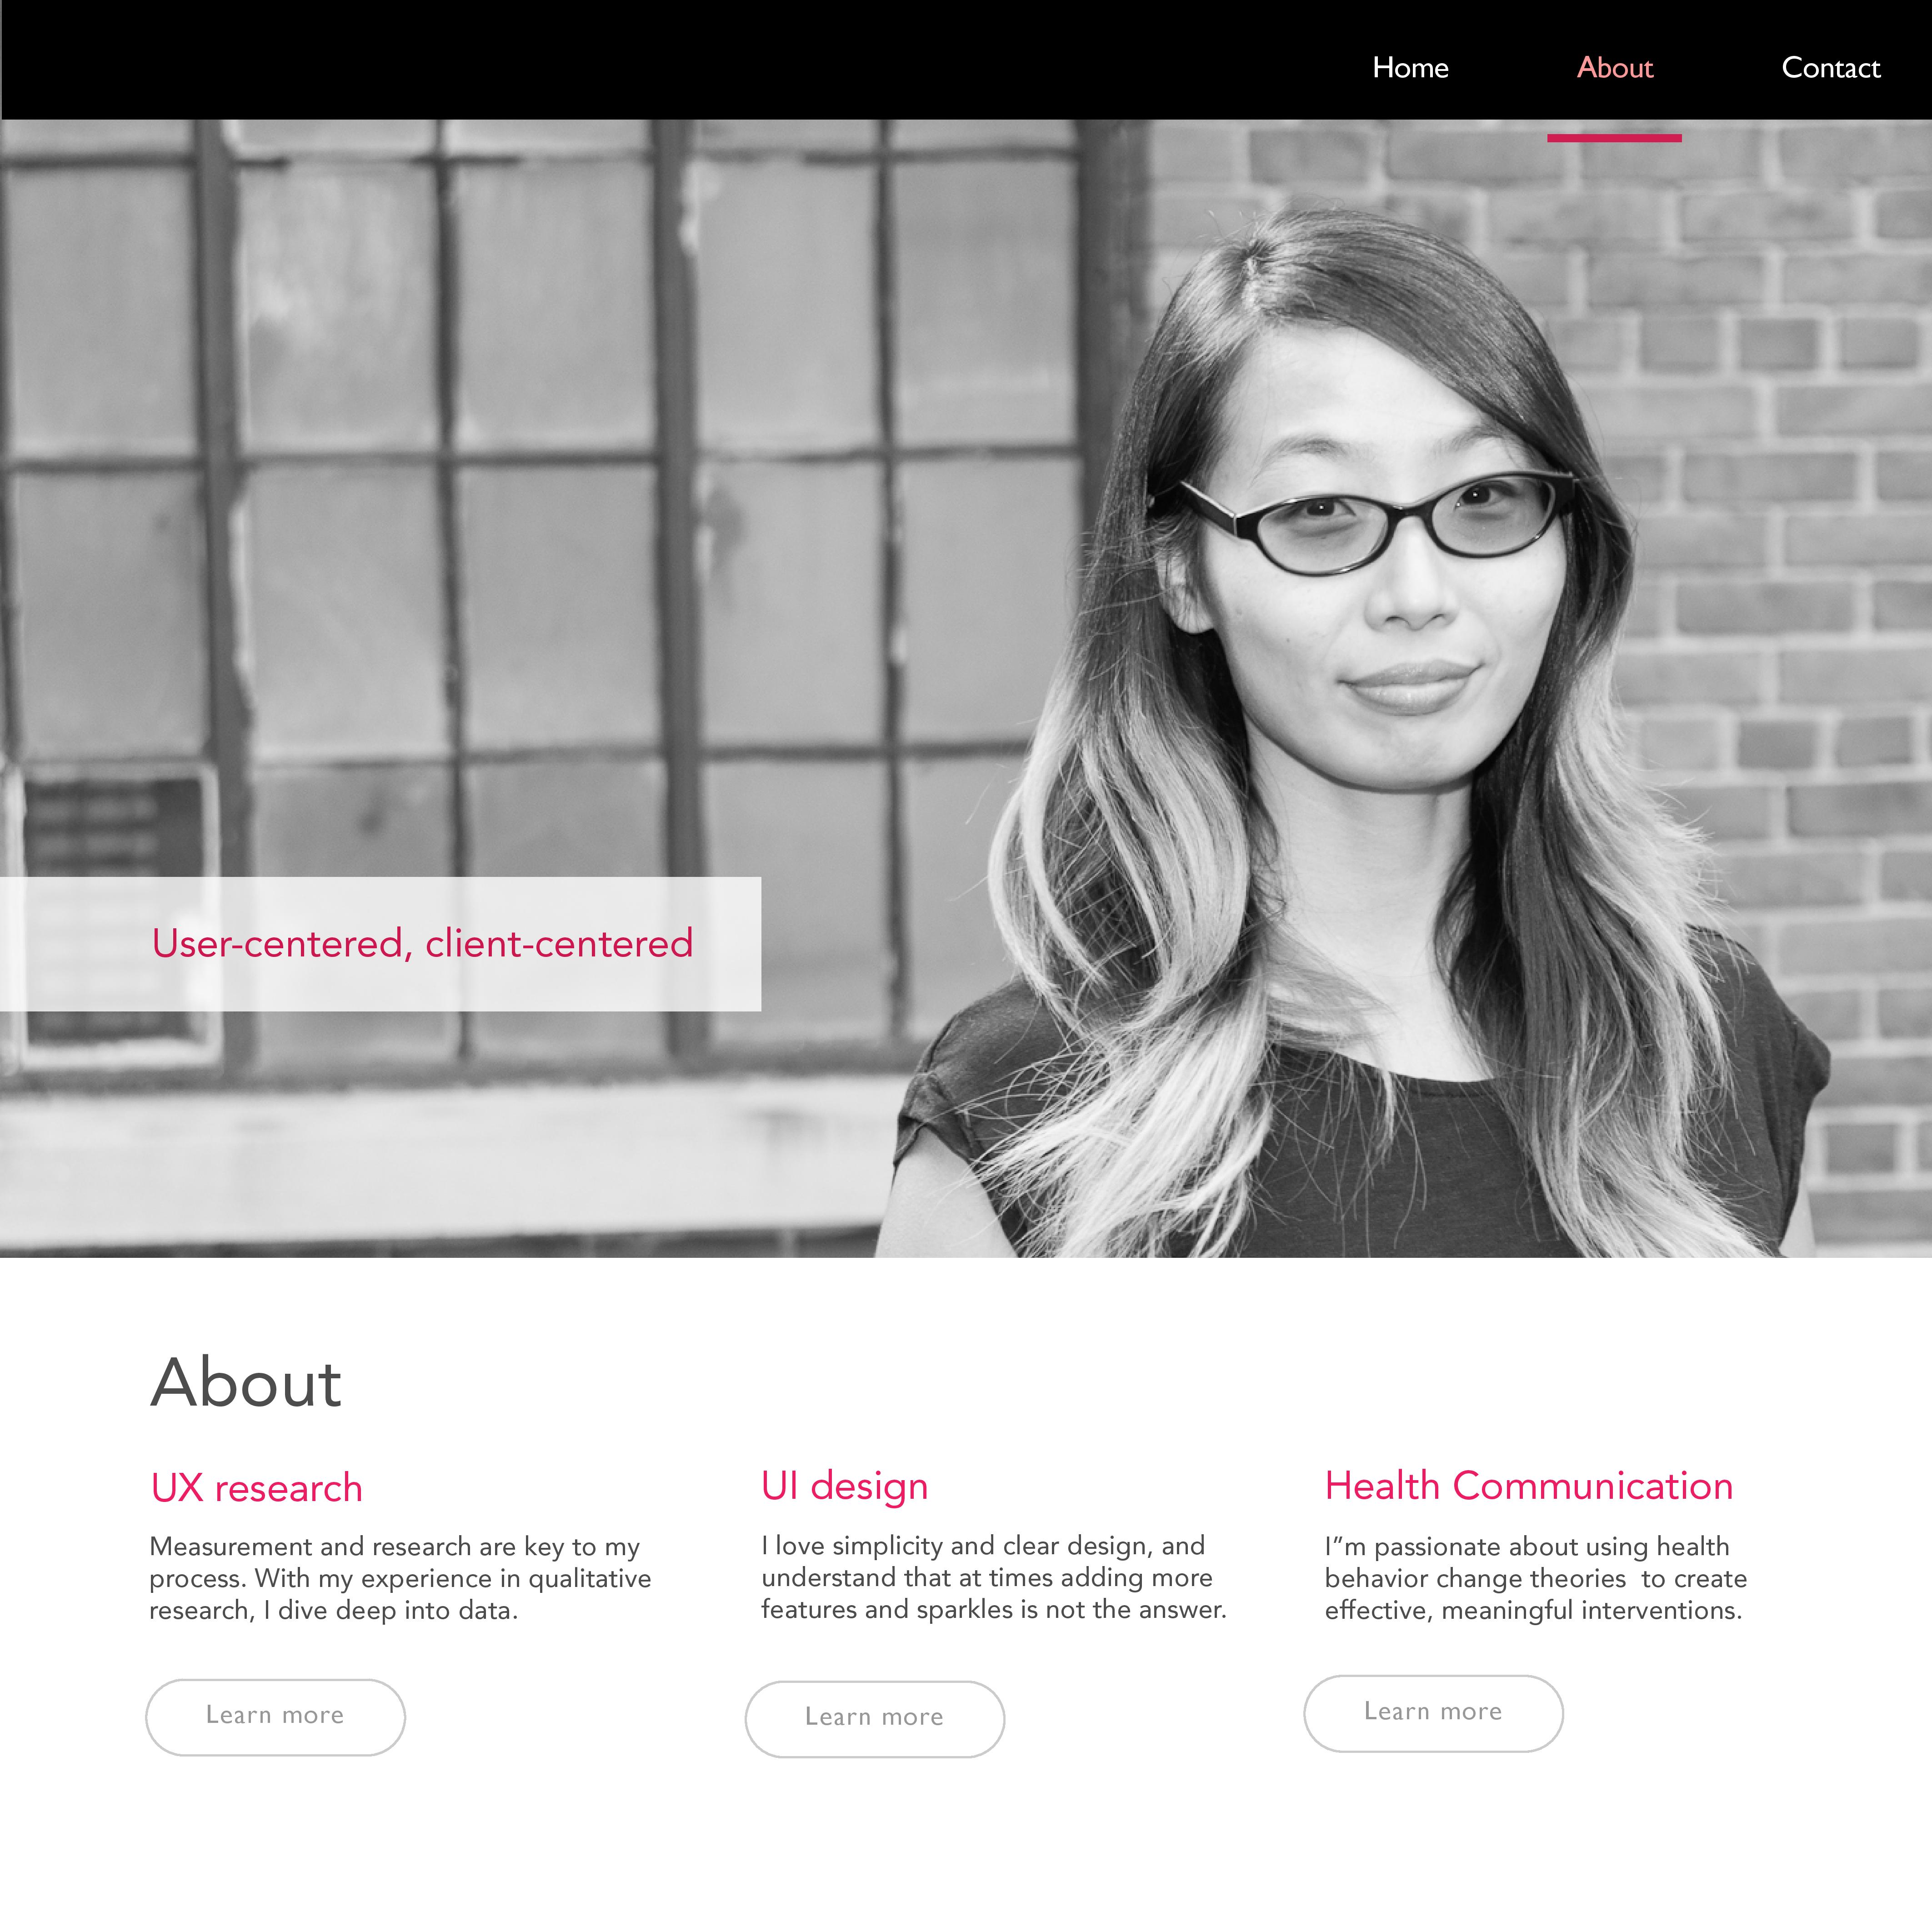 Home About Contact
User-centered, client-centered
About
UX research
Measurement and research are key to my
process. With my experience in qualitative
research, I dive deep into data.
Learn more
UI design
I love simplicity and clear design, and
understand that at times adding more
features and sparkles is not the answer.
Learn more
Health Communication
I”m passionate about using health
behavior change theories  to create
effective, meaningful interventions.
Learn more